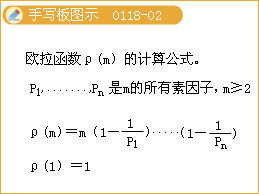 手写板图示 0118-02
欧拉函数ρ(m)的计算公式。
P₁,........,Pₙ是m的所有素因子,m≥2
ρ(m)=m(1-1/P₁)·····(1-1/Pₙ)
ρ(1)=1